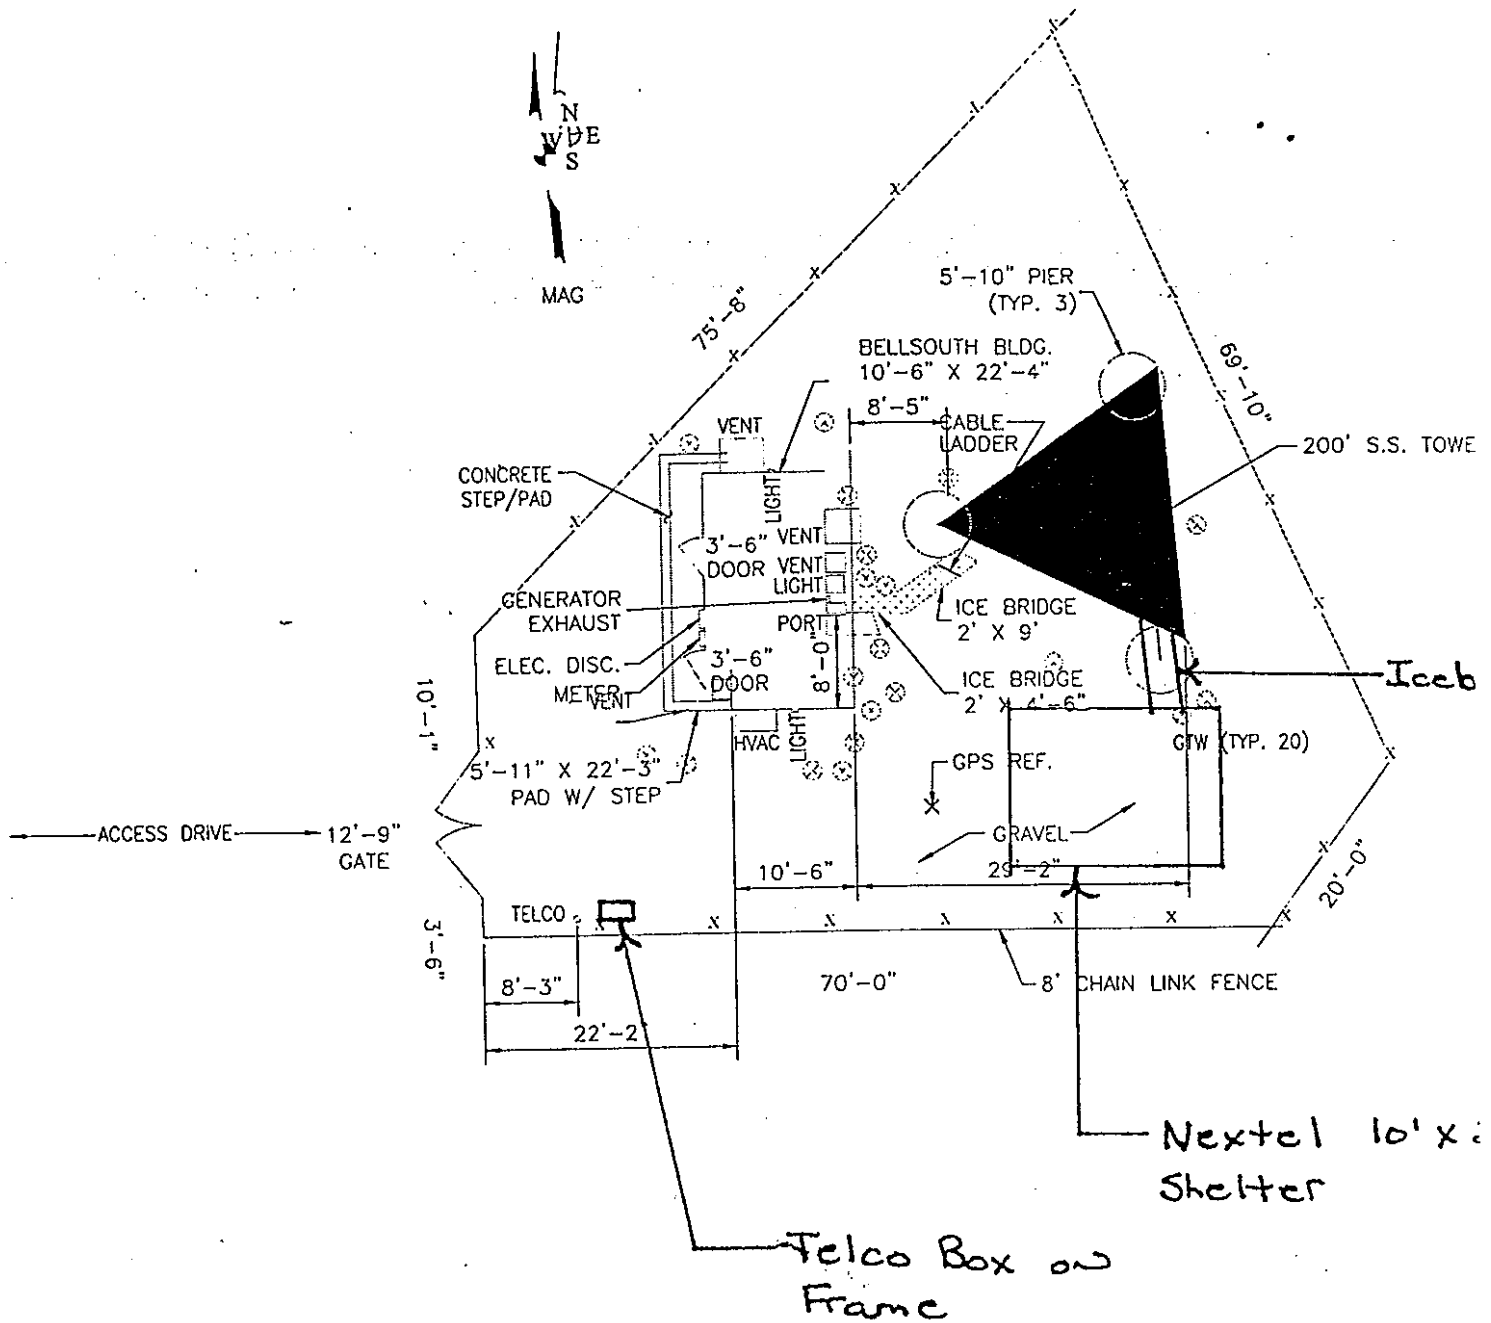 N
W E
S
MAG
75'-8"
5'-10" PIER
(TYP. 3)
BELLSOUTH BLDG.
10'-6" X 22'-4"
69'-10"
8'-5"
VENT
CABLE
LADDER
200' S.S. TOWE
CONCRETE
STEP/PAD
LIGHT
3'-6"
DOOR
VENT
VENT
LIGHT
GENERATOR
EXHAUST
PORT
ICE BRIDGE
2' X 9'
ELEC. DISC.
METER
VENT
3'-6"
DOOR
8'-0"
ICE BRIDGE
2' X 4'-6"
Iceb
10'-1"
HVAC
LIGHT
GTW (TYP. 20)
5'-11" X 22'-3"
PAD W/ STEP
GPS REF.
ACCESS DRIVE
12'-9"
GATE
GRAVEL
10'-6"
29'-2"
20'-0"
TELCO
3'-6"
8'-3"
70'-0"
8' CHAIN LINK FENCE
22'-2
Nextel 10' X
Shelter
Telco Box on
Frame